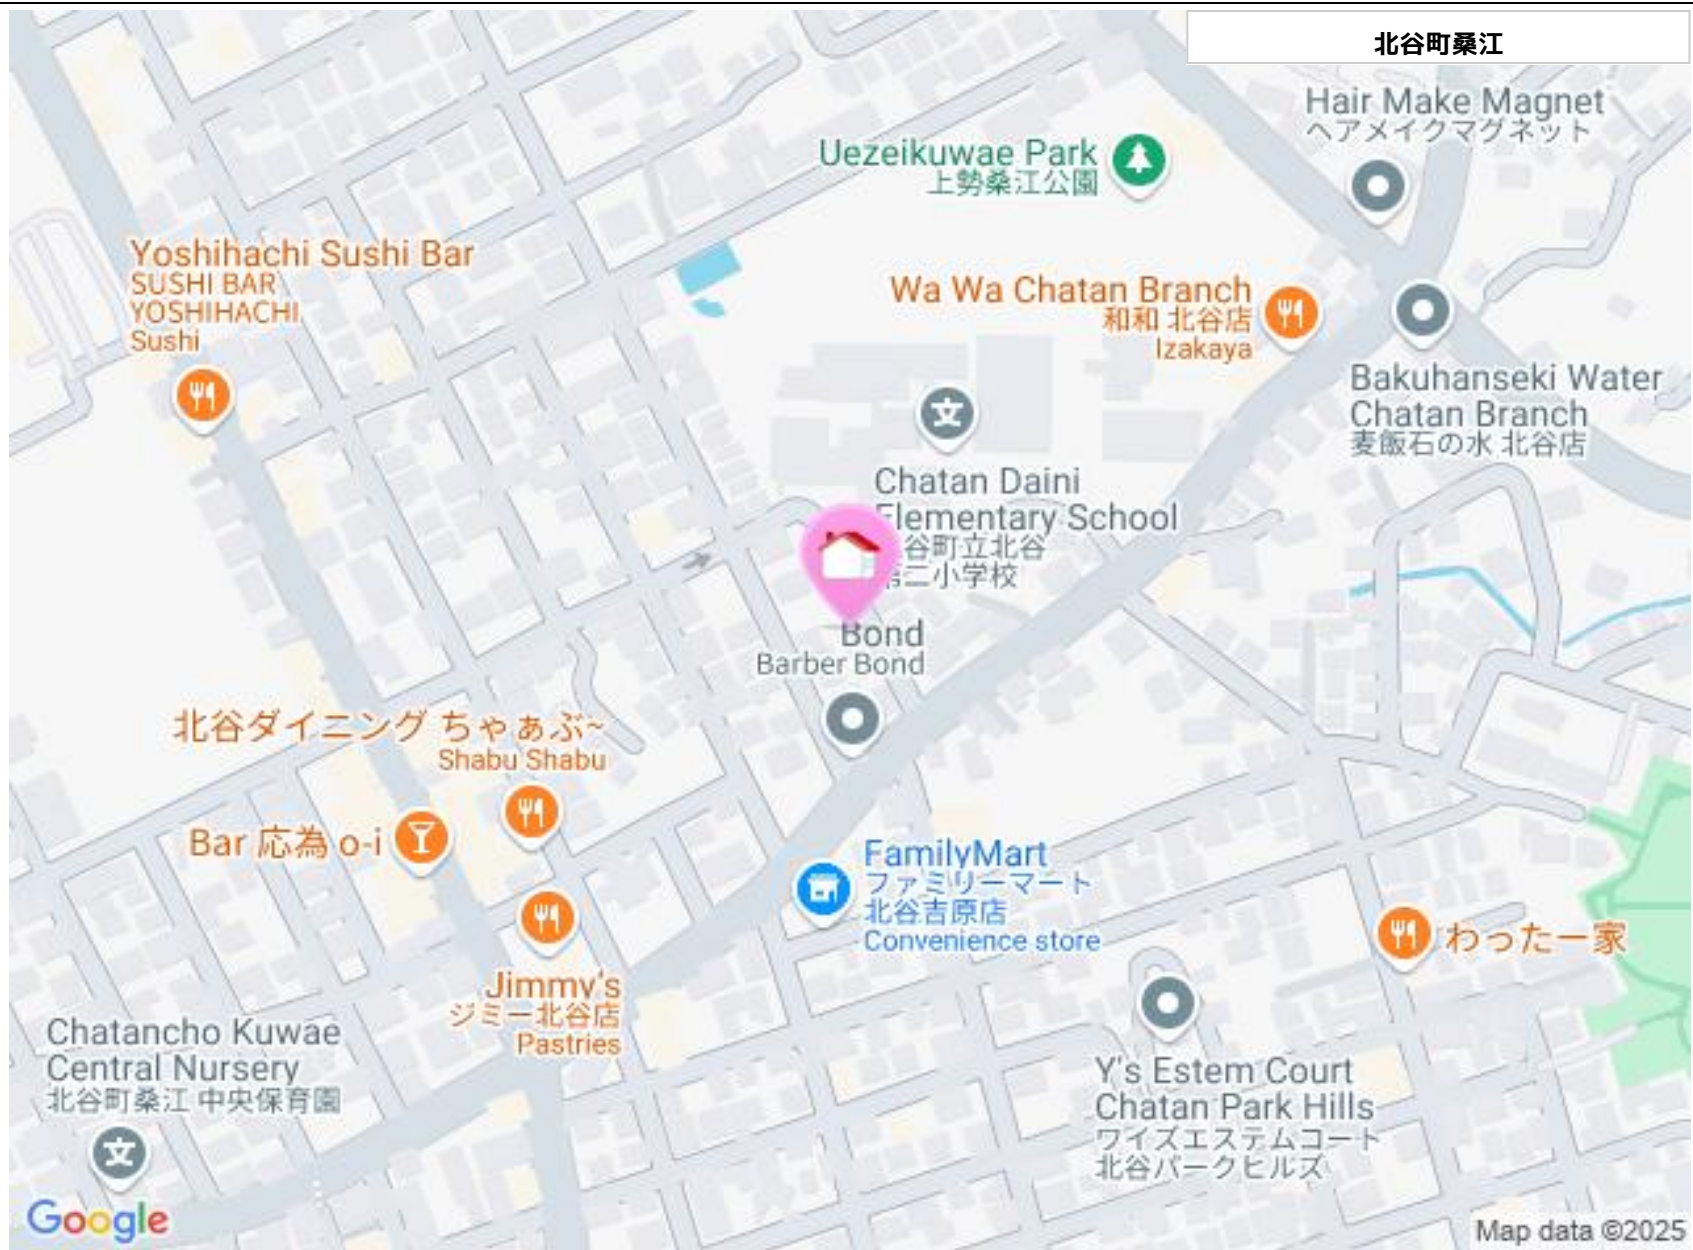 北谷町桑江
Hair Make Magnet
ヘアメイクマグネット
Uezeikuwae Park
上勢桑江公園
Yoshihachi Sushi Bar
SUSHI BAR
YOSHIHACHI
Sushi
Wa Wa Chatan Branch
和和 北谷店
Izakaya
Bakuhanseki Water
Chatan Branch
麦飯石の水 北谷店
Chatan Daini
Elementary School
谷町立北谷
二小学校
Bond
Barber Bond
北谷ダイニング ちゃぁぶ~
Shabu Shabu
Bar 応為 o-i
FamilyMart
ファミリーマート
北谷吉原店
Convenience store
わったー家
Jimmy's
ジミー北谷店
Pastries
Chatancho Kuwae
Central Nursery
北谷町桑江 中央保育園
Y's Estem Court
Chatan Park Hills
ワイズエステムコート
北谷パークヒルズ
Google
Map data ©2025